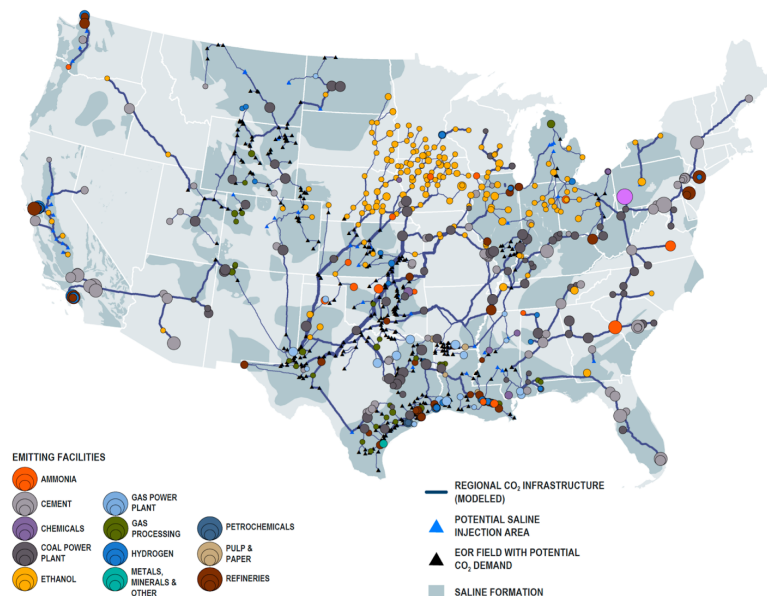 EMITTING FACILITIES
AMMONIA
CEMENT
CHEMICALS
COAL POWER
PLANT
ETHANOL
GAS POWER
PLANT
GAS
PROCESSING
HYDROGEN
METALS,
MINERALS &
OTHER
PETROCHEMICALS
PULP &
PAPER
REFINERIES
REGIONAL CO₂ INFRASTRUCTURE
(MODELED)
POTENTIAL SALINE
INJECTION AREA
EOR FIELD WITH POTENTIAL
CO₂ DEMAND
SALINE FORMATION